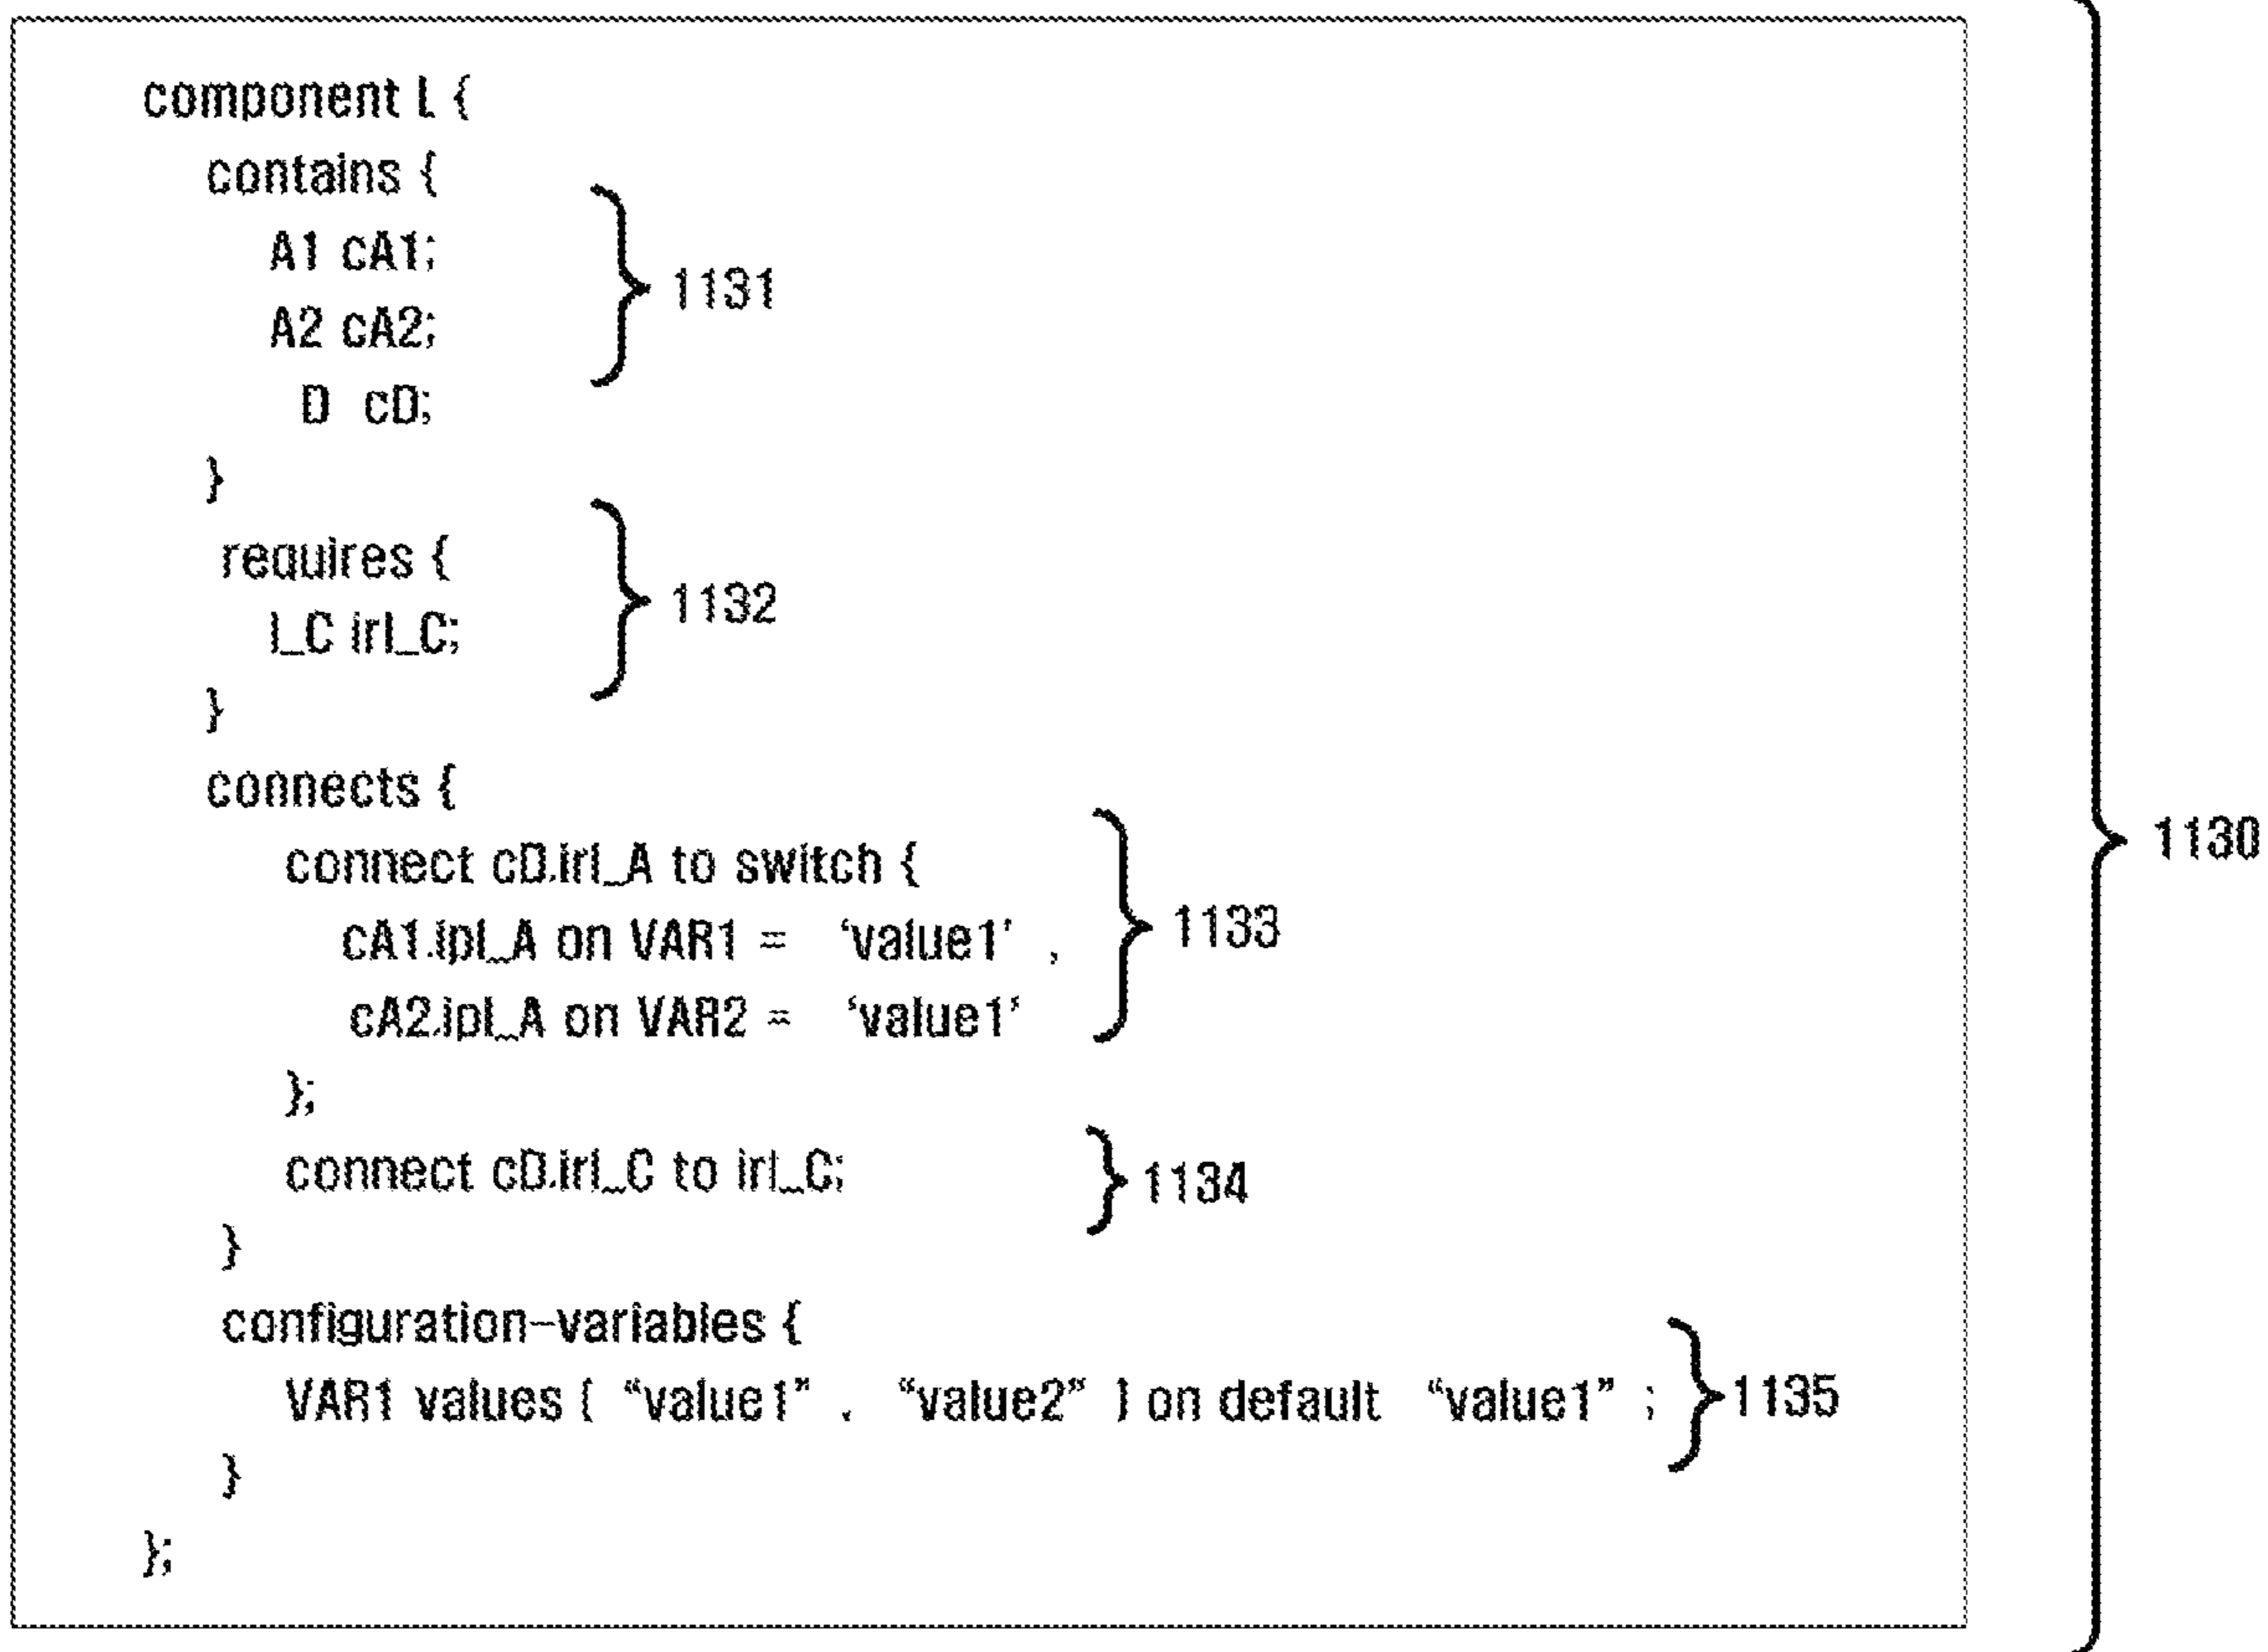 component L {
contains {
A1 cA1;
A2 cA2;
D cD;
}
requires {
I_C irI_C;
}
connects {
connect cD.irI_A to switch {
cA1.ipI_A on VAR1 = ‘value1’ ,
cA2.ipI_A on VAR2 = ‘value1’
};
connect cD.irI_C to irI_C;
}
configuration-variables {
VAR1 values ( “value1” , “value2” ) on default “value1” ;
}
};
1131
1132
1133
1134
1135
1130